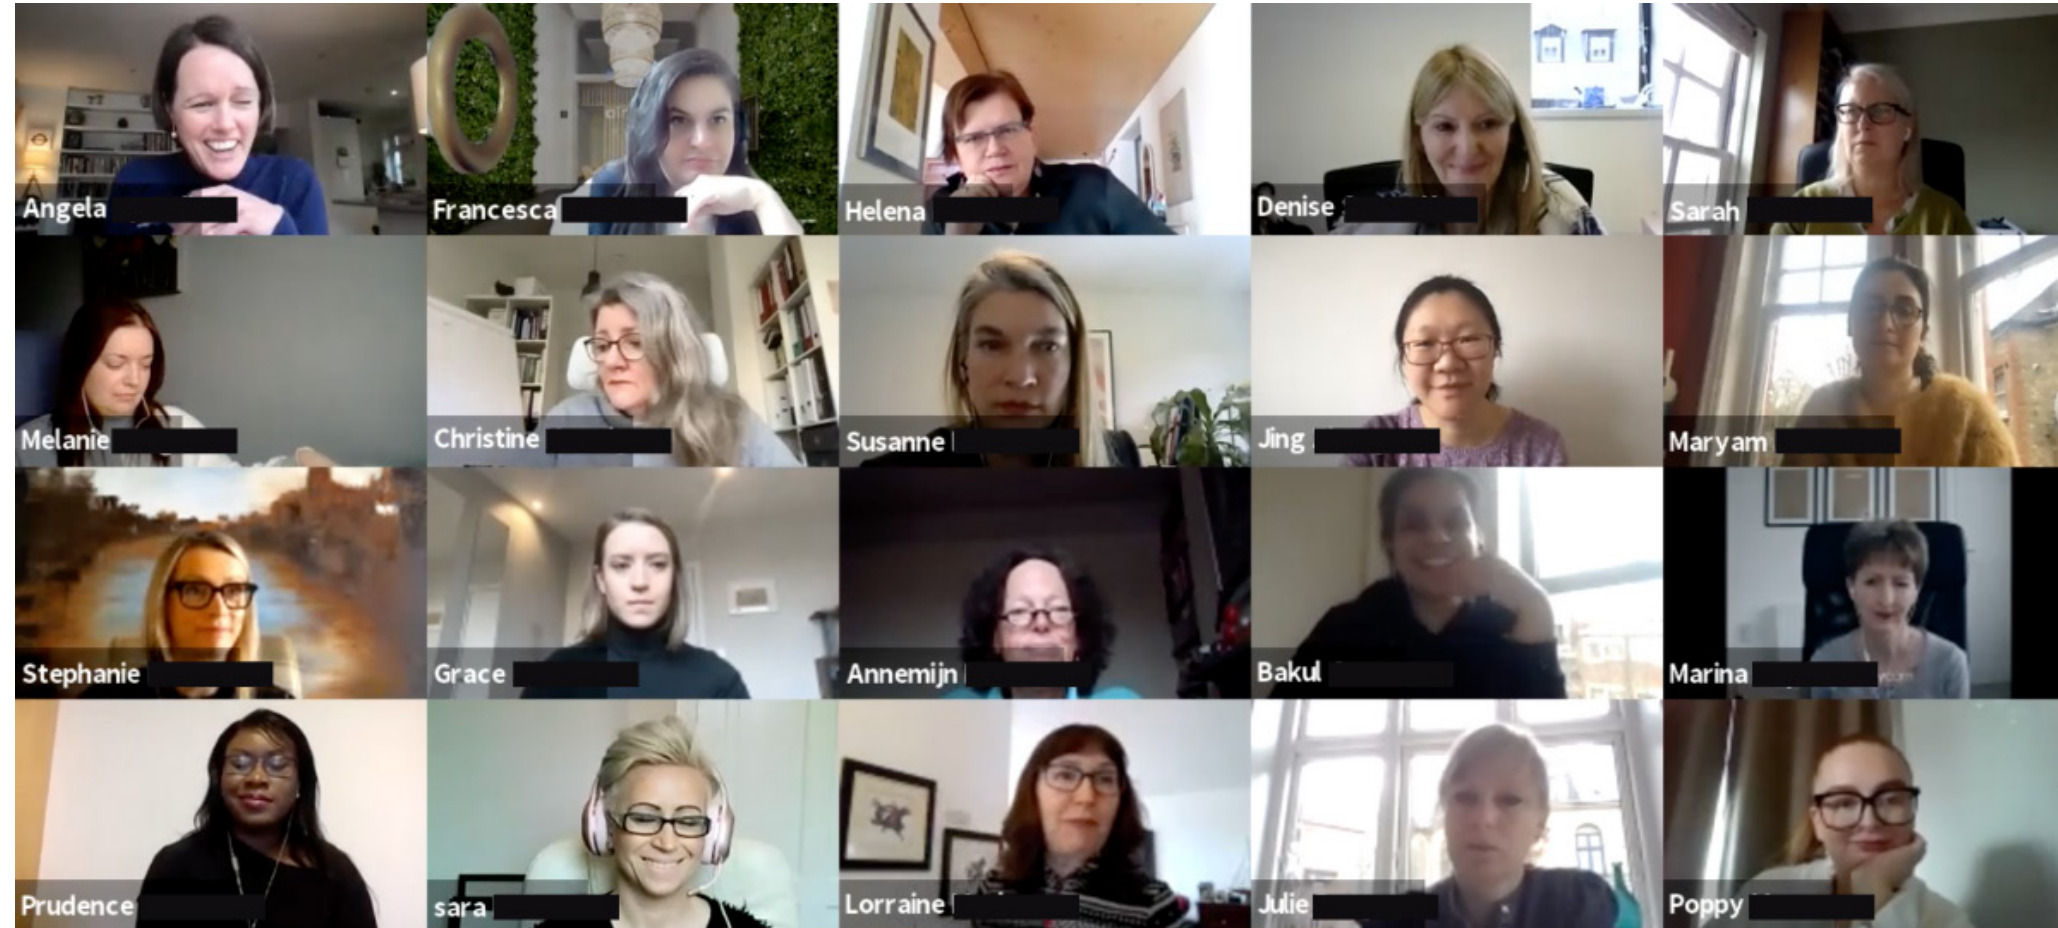 Angela
Francesca
Helena
Denise
Sarah
Melanie
Christine
Susanne
Jing
Maryam
Stephanie
Grace
Annemijn
Bakul
Marina
Prudence
sara
Lorraine
Julie
Poppy